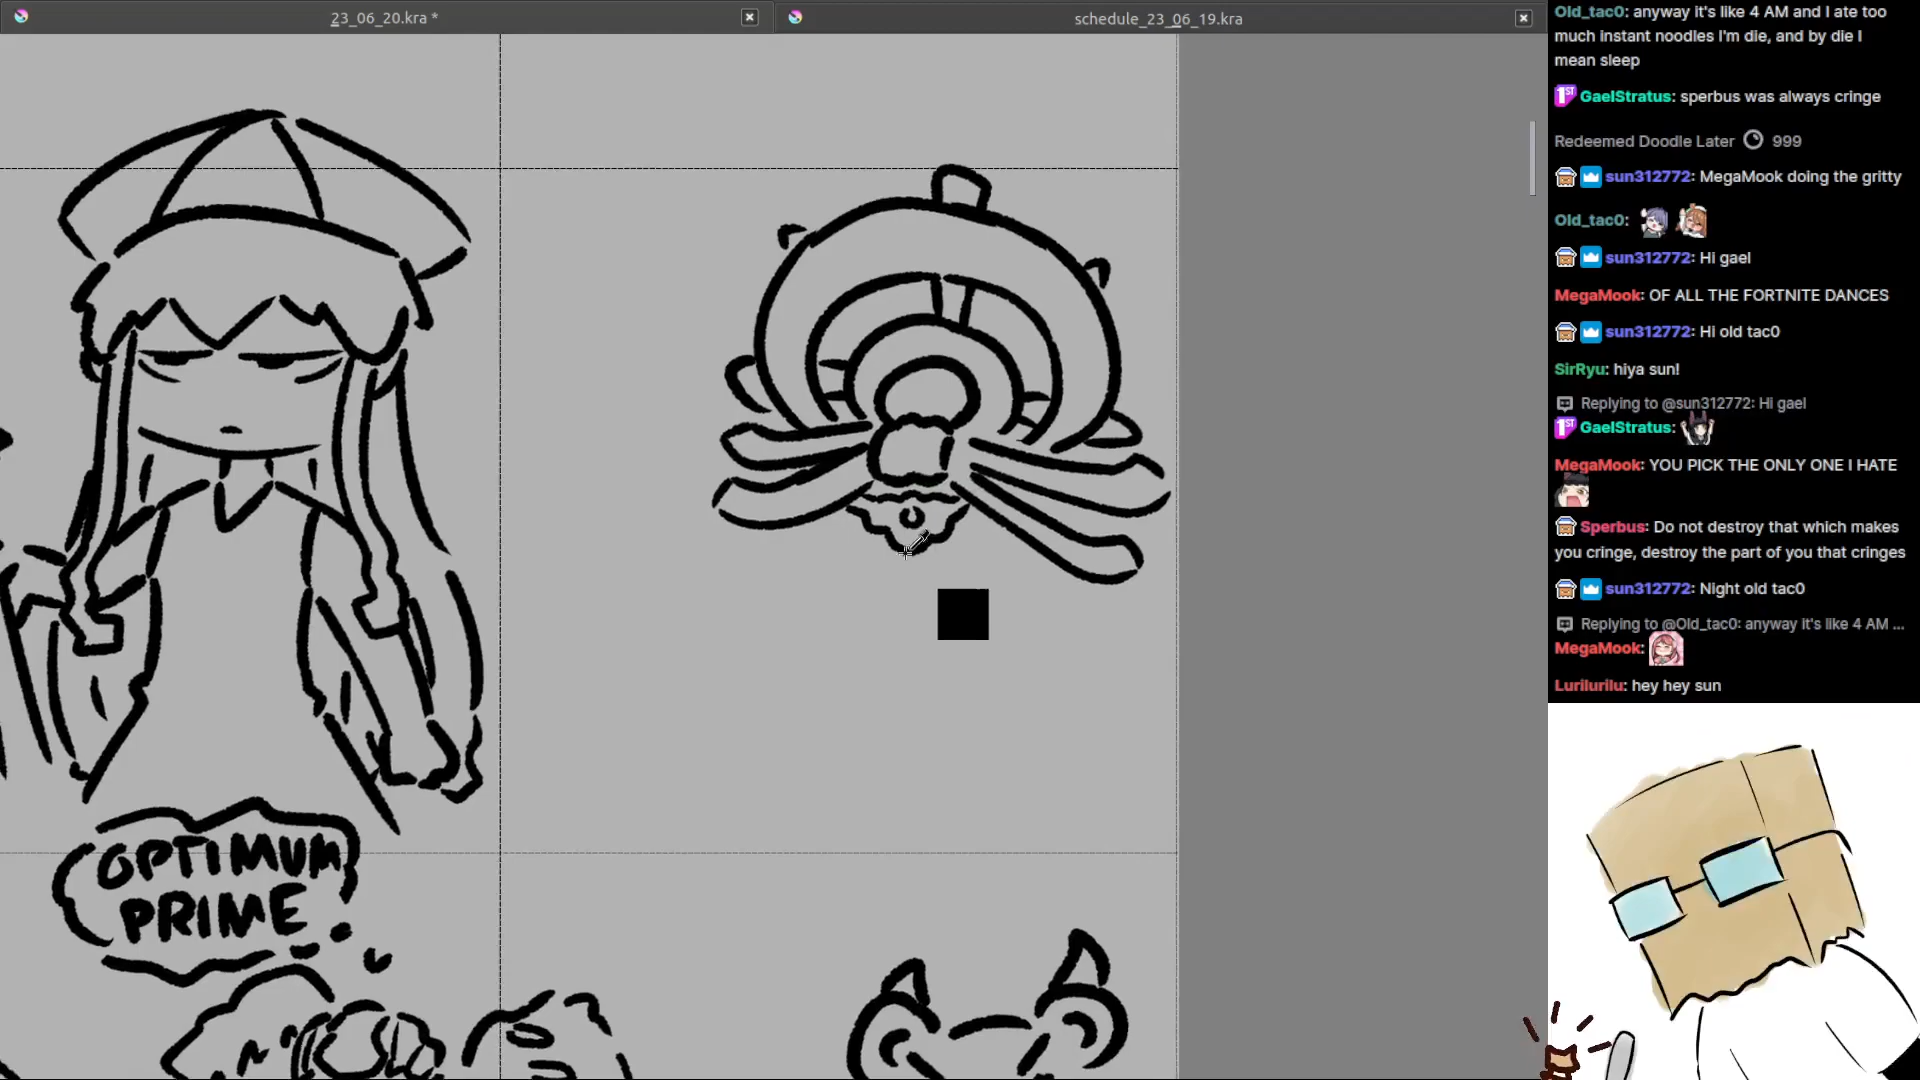 23_06_20.kra *
schedule_23_06_19.kra
Old_tac0: anyway it's like 4 AM and I ate too
much instant noodles I'm die, and by die I
mean sleep
1ST GaelStratus: sperbus was always cringe
Redeemed Doodle Later 999
sun312772: MegaMook doing the gritty
Old_tac0:
sun312772: Hi gael
MegaMook: OF ALL THE FORTNITE DANCES
sun312772: Hi old tac0
SirRyu: hiya sun!
Replying to @sun312772: Hi gael
1ST GaelStratus:
MegaMook: YOU PICK THE ONLY ONE I HATE
Sperbus: Do not destroy that which makes
you cringe, destroy the part of you that cringes
sun312772: Night old tac0
Replying to @Old_tac0: anyway it's like 4 AM ...
MegaMook:
Lurilurilu: hey hey sun
OPTIMUM
PRIME